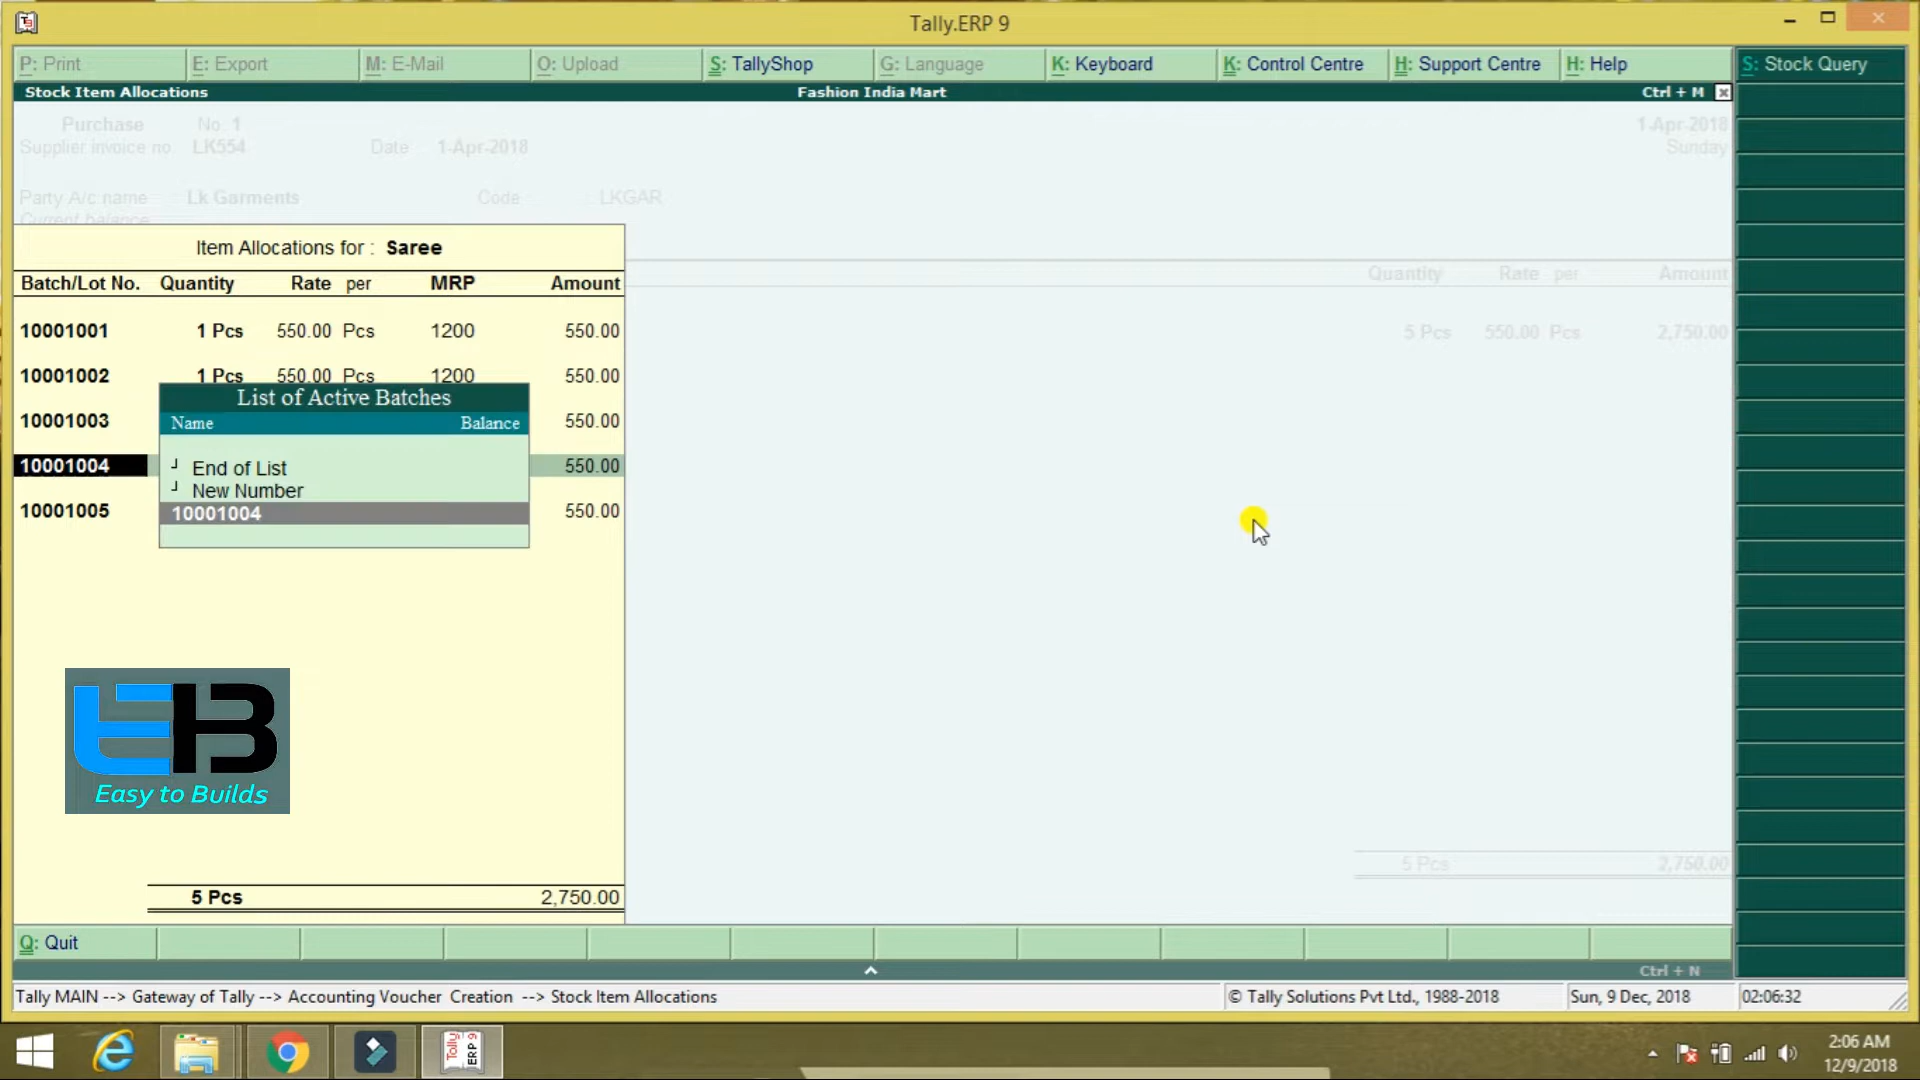 Tally.ERP 9
P: Print
E: Export
M: E-Mail
O: Upload
S: TallyShop
G: Language
K: Keyboard
K: Control Centre
H: Support Centre
H: Help
S: Stock Query
Stock Item Allocations
Fashion India Mart
Ctrl + M
Purchase No. 1
1-Apr-2018
Supplier invoice no. LK554 Date 1-Apr-2018
Sunday
Party A/c name : Lk Garments Code : LKGAR
Current balance
Quantity Rate per Amount
5 Pcs 550.00 Pcs 2,750.00
5 Pcs 2,750.00
Item Allocations for : Saree
Batch/Lot No. Quantity Rate per MRP Amount
10001001 1 Pcs 550.00 Pcs 1200 550.00
10001002 1 Pcs 550.00 Pcs 1200 550.00
10001003 550.00
10001004 550.00
10001005 550.00
List of Active Batches
Name Balance
End of List
New Number
10001004
EB
Easy to Builds
5 Pcs 2,750.00
Q: Quit
Ctrl + N
Tally MAIN --> Gateway of Tally --> Accounting Voucher Creation --> Stock Item Allocations
© Tally Solutions Pvt Ltd., 1988-2018
Sun, 9 Dec, 2018
02:06:32
Tally
ERP 9
2:06 AM
12/9/2018